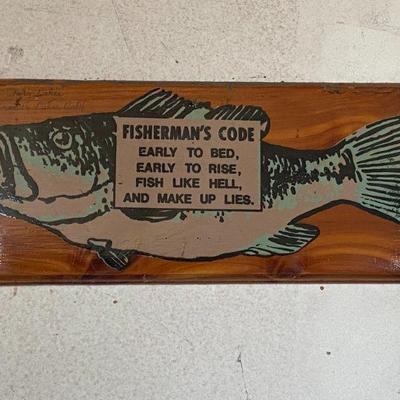 FISHERMAN'S CODE
EARLY TO BED,
EARLY TO RISE,
FISH LIKE HELL,
AND MAKE UP LIES.